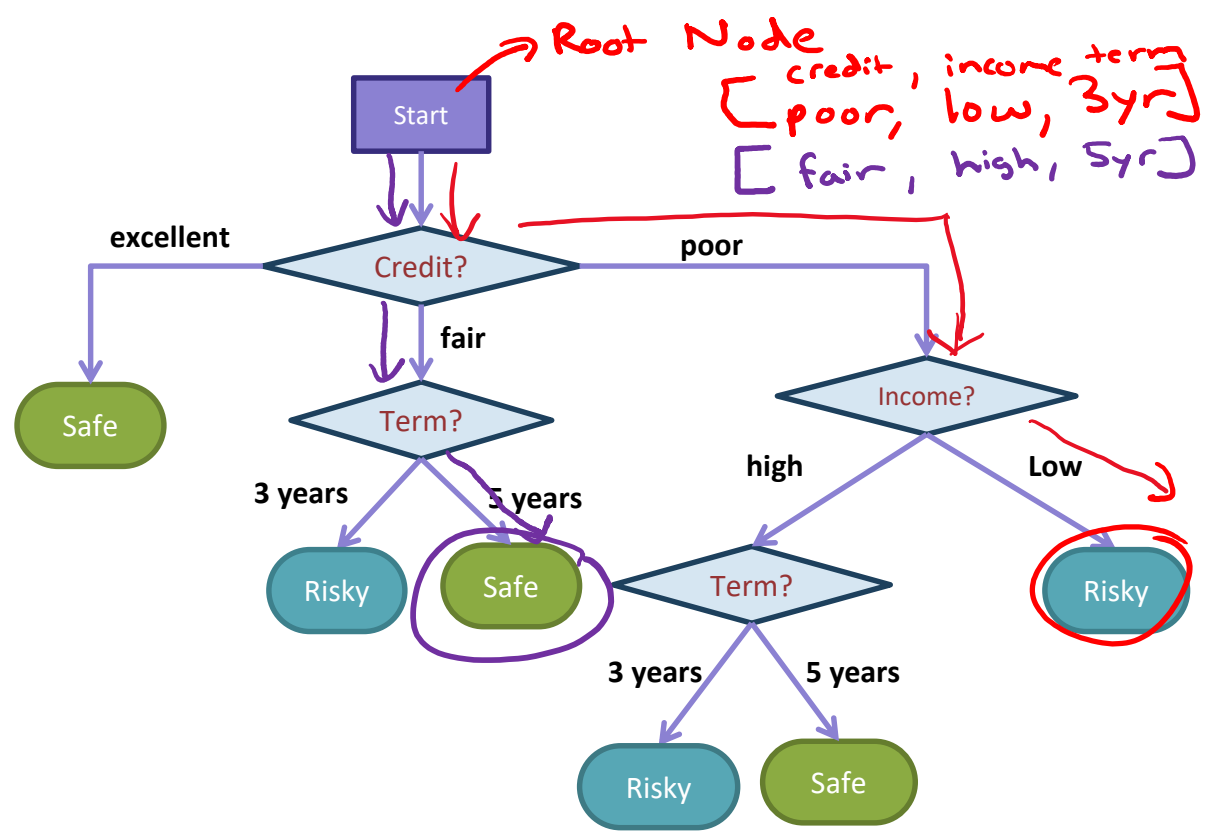 Root Node
credit, income term
Start
[poor, low, 3yr]
[fair, high, 5yr]
excellent
poor
Credit?
fair
Income?
Safe
Term?
high
Low
3 years
5 years
Risky
Safe
Term?
Risky
3 years
5 years
Risky
Safe